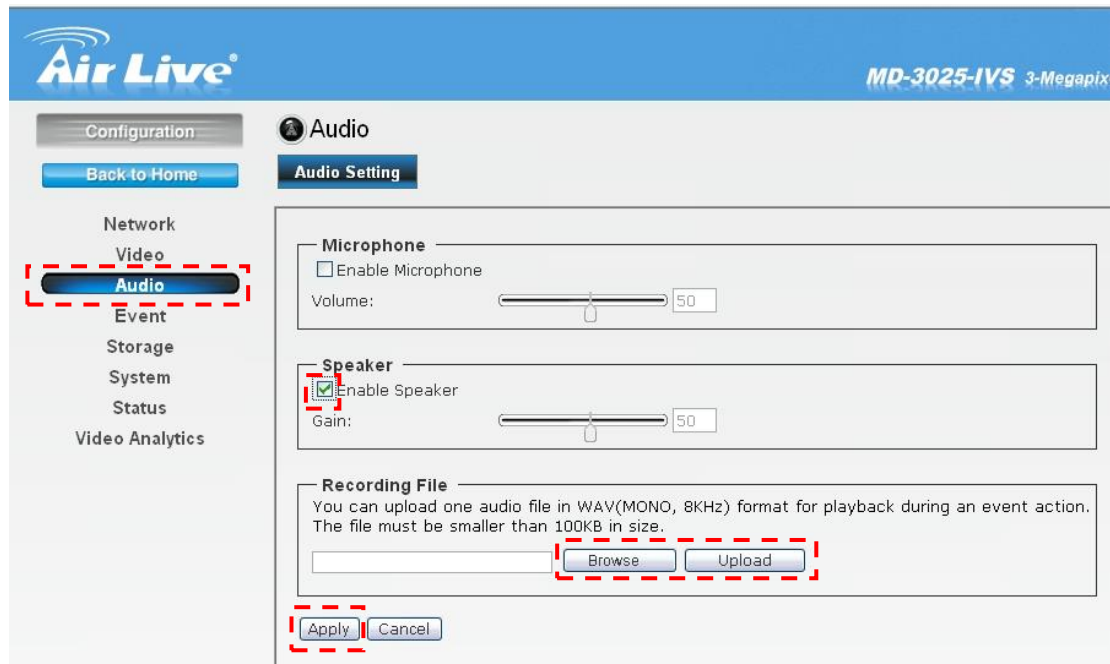 Air Live®
MD-3025-IVS 3-Megapix
Configuration
Back to Home
Network
Video
Audio
Event
Storage
System
Status
Video Analytics
Audio
Audio Setting
Microphone
Enable Microphone
Volume: 50
Speaker
Enable Speaker
Gain: 50
Recording File
You can upload one audio file in WAV(MONO, 8KHz) format for playback during an event action.
The file must be smaller than 100KB in size.
Browse Upload
Apply Cancel